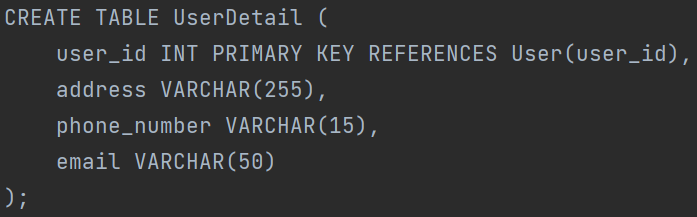 CREATE TABLE UserDetail (
    user_id INT PRIMARY KEY REFERENCES User(user_id),
    address VARCHAR(255),
    phone_number VARCHAR(15),
    email VARCHAR(50)
);